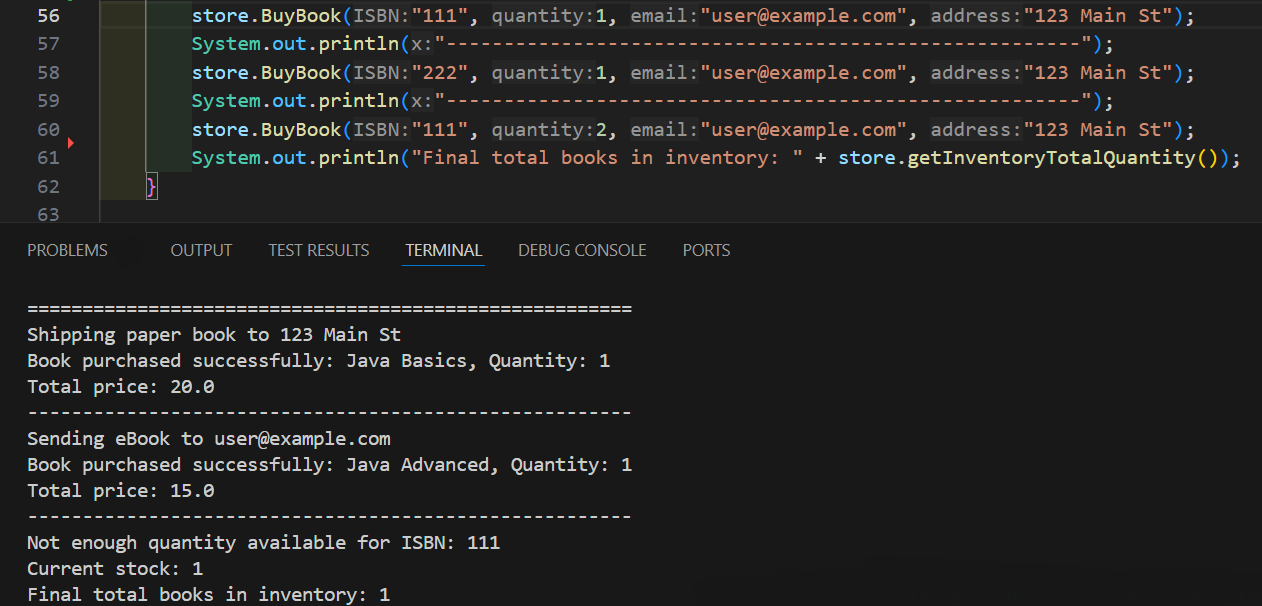 56 store.BuyBook(ISBN:"111", quantity:1, email:"user@example.com", address:"123 Main St");
57 System.out.println(x:"-------------------------------------------------------");
58 store.BuyBook(ISBN:"222", quantity:1, email:"user@example.com", address:"123 Main St");
59 System.out.println(x:"-------------------------------------------------------");
60 store.BuyBook(ISBN:"111", quantity:2, email:"user@example.com", address:"123 Main St");
61 System.out.println("Final total books in inventory: " + store.getInventoryTotalQuantity());
62 }
63
PROBLEMS OUTPUT TEST RESULTS TERMINAL DEBUG CONSOLE PORTS
=======================================================
Shipping paper book to 123 Main St
Book purchased successfully: Java Basics, Quantity: 1
Total price: 20.0
-------------------------------------------------------
Sending eBook to user@example.com
Book purchased successfully: Java Advanced, Quantity: 1
Total price: 15.0
-------------------------------------------------------
Not enough quantity available for ISBN: 111
Current stock: 1
Final total books in inventory: 1